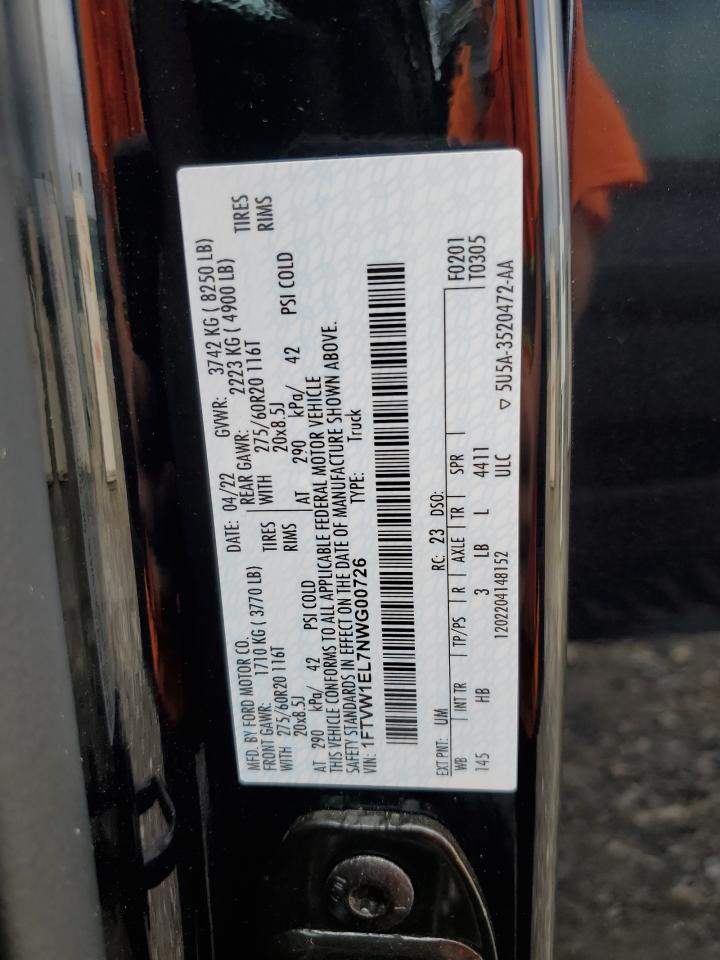 MFD. BY FORD MOTOR CO. DATE: 04/22 GVWR: 3742 KG ( 8250 LB)
FRONT GAWR: 1710 KG ( 3770 LB) REAR GAWR: 2223 KG ( 4900 LB)
WITH 275/60R20 116T TIRES WITH 275/60R20 116T TIRES
20x8.5J RIMS 20x8.5J RIMS
AT 290 kPa/ 42 PSI COLD AT 290 kPa/ 42 PSI COLD
THIS VEHICLE CONFORMS TO ALL APPLICABLE FEDERAL MOTOR VEHICLE
SAFETY STANDARDS IN EFFECT ON THE DATE OF MANUFACTURE SHOWN ABOVE.
VIN: 1FTVW1EL7NWG00726 TYPE: Truck
EXT PNT: UM RC: 23 DSO: F0201
WB INT TR TP/PS R AXLE TR SPR T0305
145 HB 3 LB L 4411
1202204148152 ULC ▽ 5U5A-3520472-AA